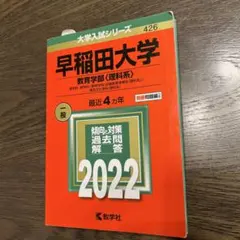 大学入試シリーズ
426
早稲田大学
教育学部〈理科系〉
最近4カ年
一般
傾向と対策
過去問
解答
2022
教学社